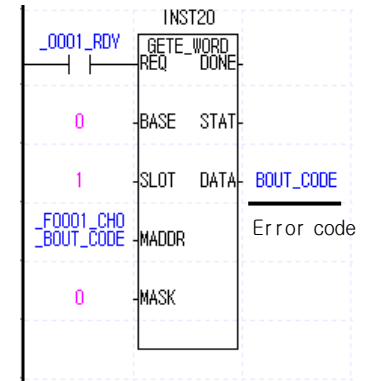 INST20
_0001_RDY
GETE_WORD
REQ DONE
0 BASE STAT
1 SLOT DATA BOUT_CODE
_F0001_CH0
_BOUT_CODE MADDR
Error code
0 MASK